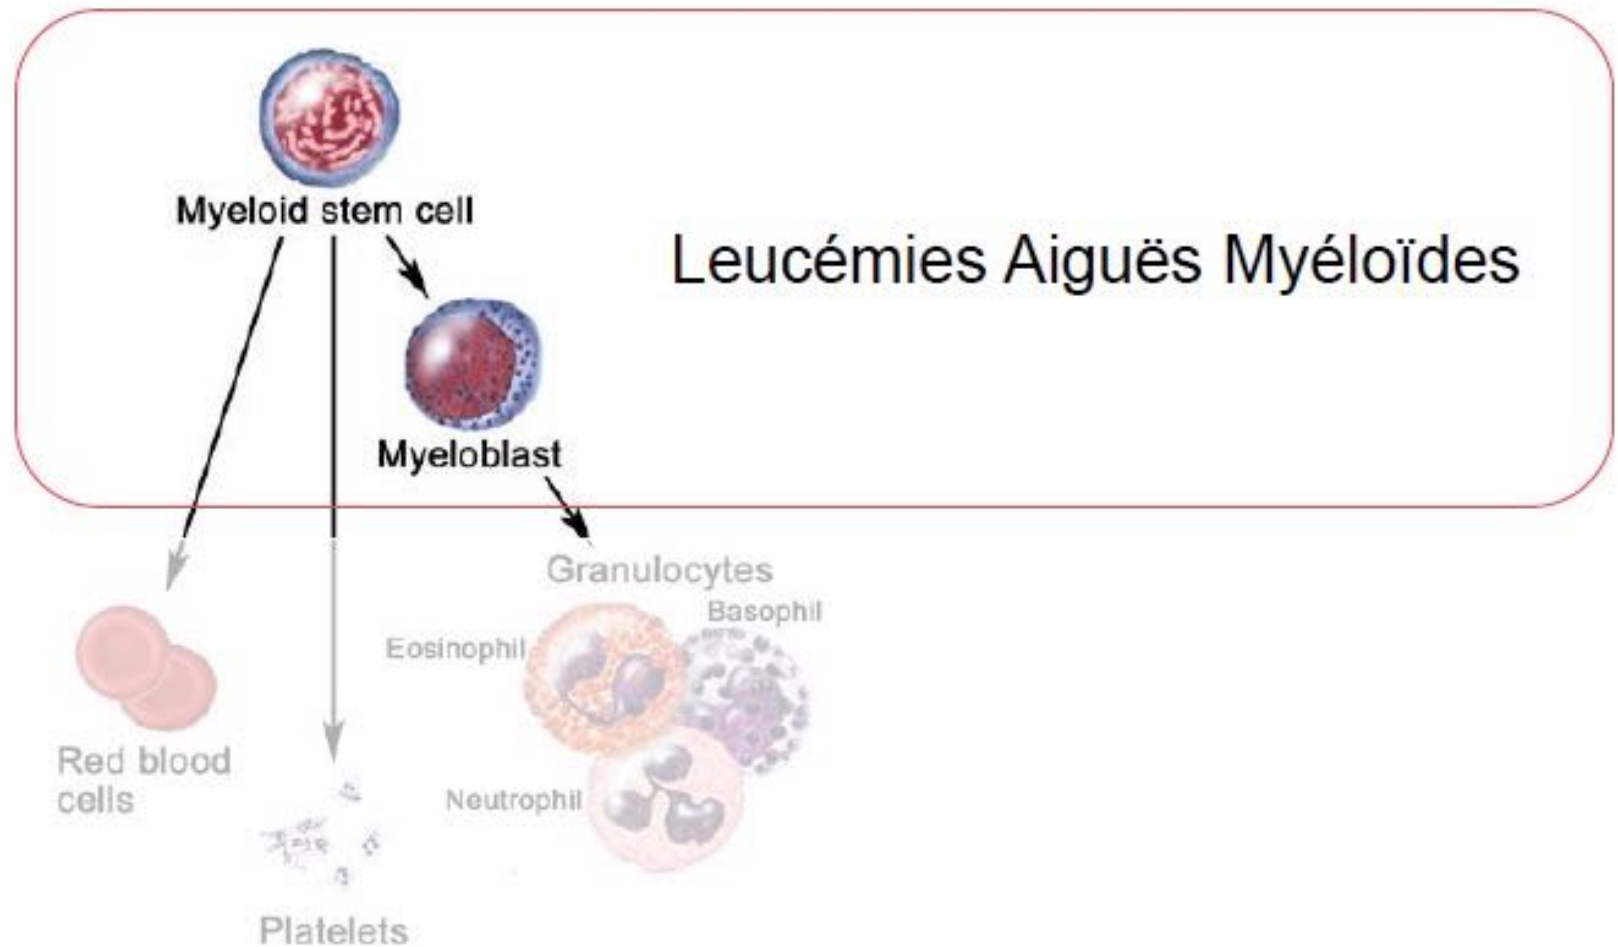 Myeloid stem cell
Leucémies Aiguës Myéloïdes
Myeloblast
Granulocytes
Basophil
Eosinophil
Red blood
cells
Neutrophil
Platelets